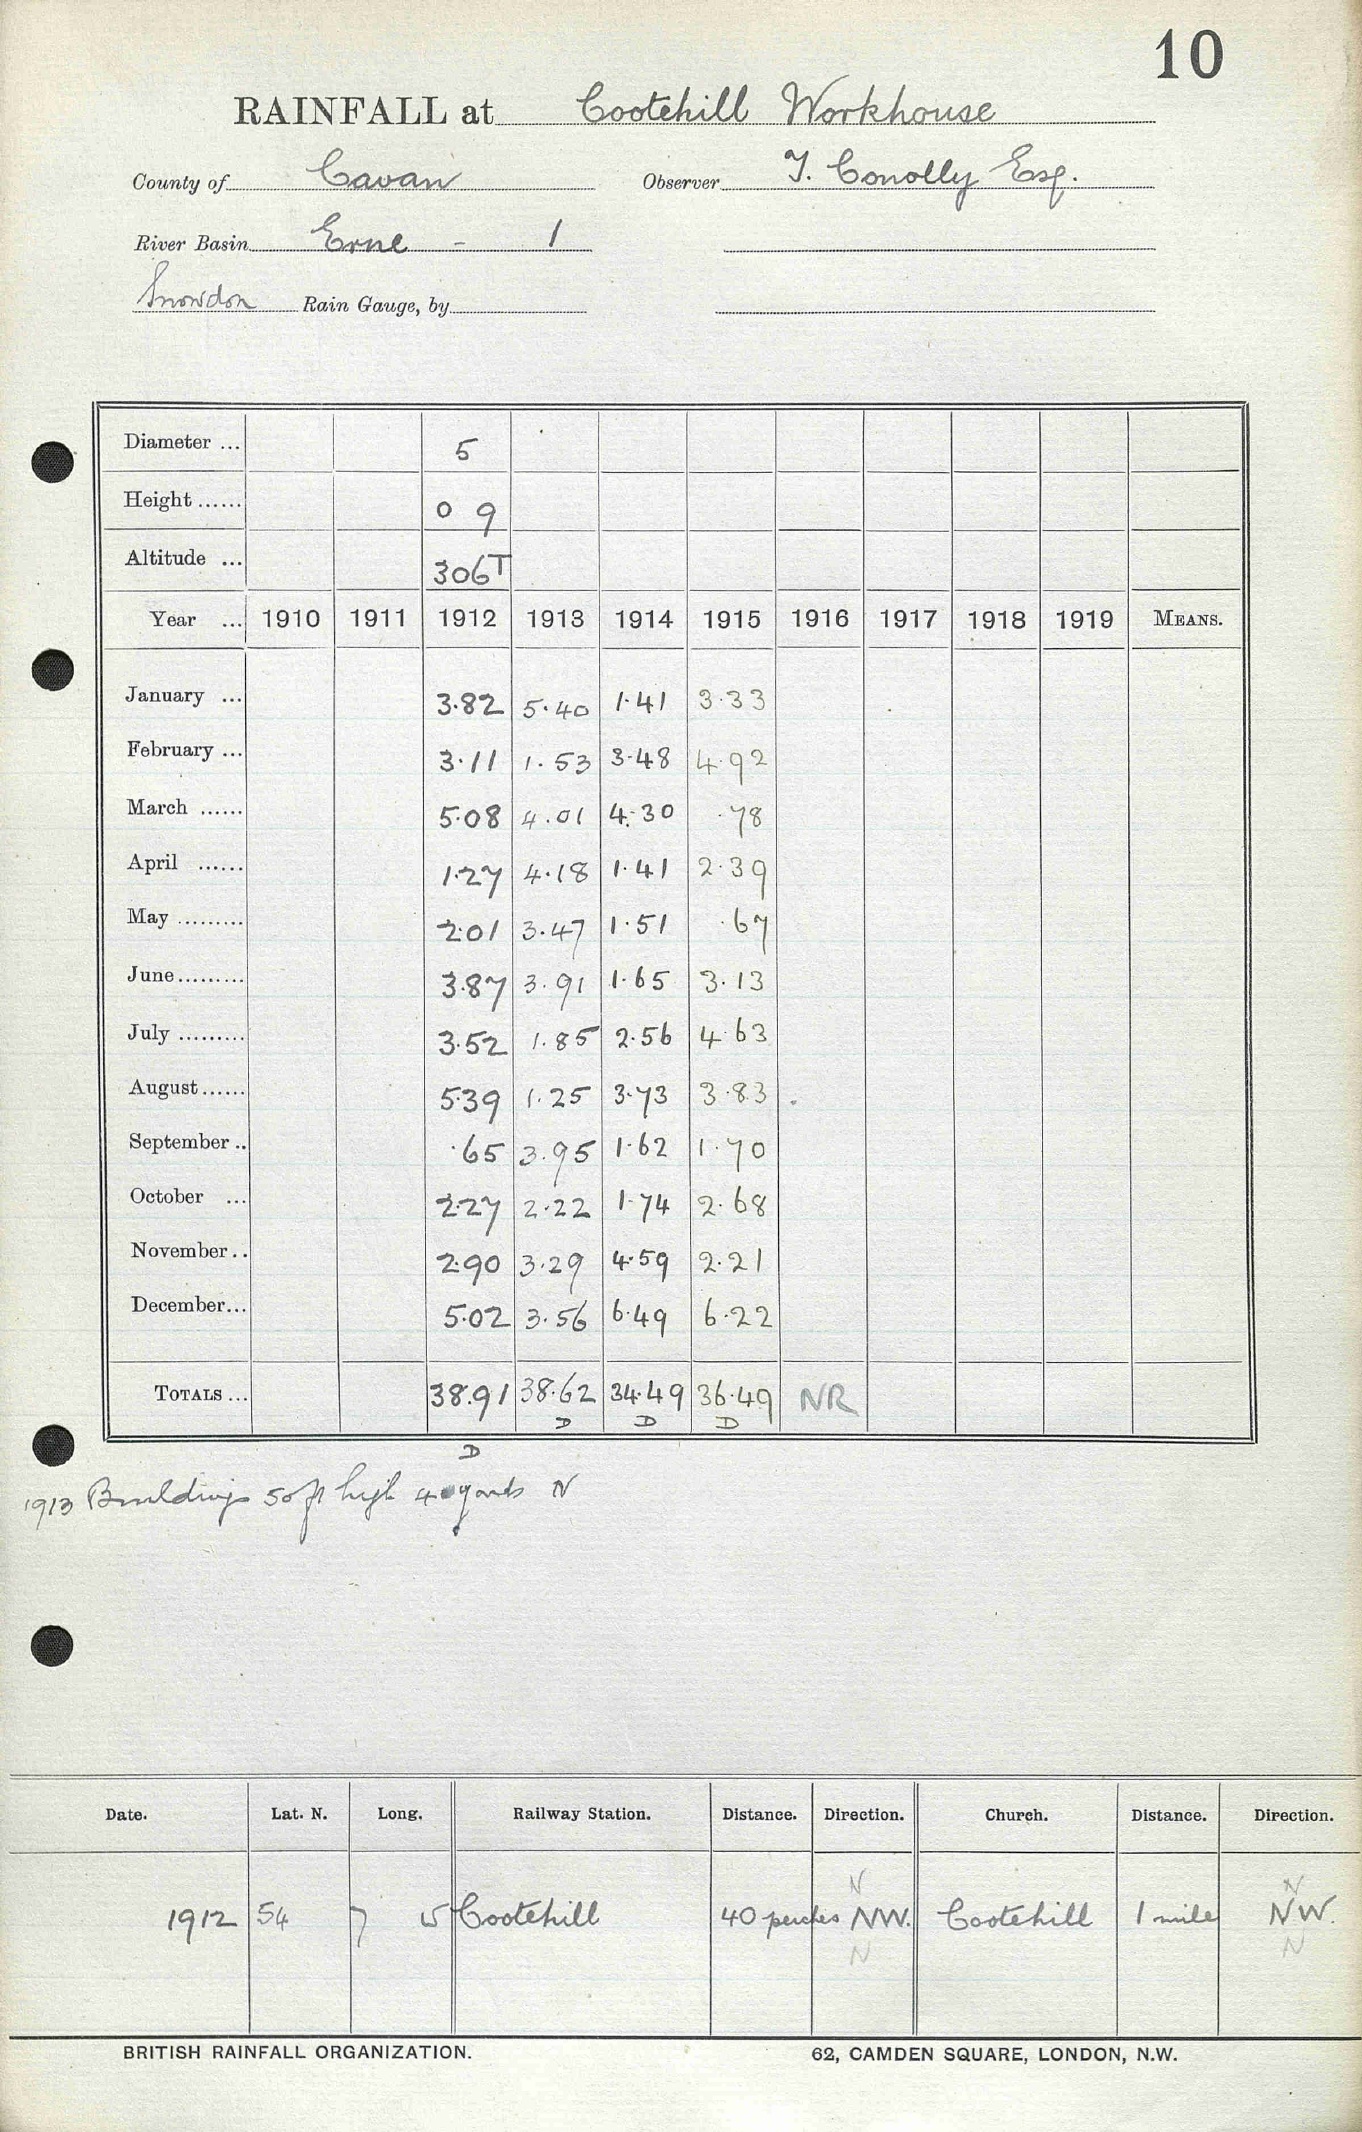 10
RAINFALL at Cootehill Workhouse
County of Cavan Observer T. Conolly Esq.
River Basin Erne - 1
Snowdon Rain Gauge, by
Diameter ... 5
Height ...... 0 9
Altitude ... 306T
Year ... 1910 1911 1912 1913 1914 1915 1916 1917 1918 1919 MEANS.
January ... 3.82 5.40 1.41 3.33
February ... 3.11 1.53 3.48 4.92
March ...... 5.08 4.01 4.30 .78
April ...... 1.27 4.18 1.41 2.39
May ......... 2.01 3.47 1.51 .67
June......... 3.87 3.91 1.65 3.13
July ......... 3.52 1.85 2.56 4.63
August...... 5.39 1.25 3.73 3.83
September .. .65 3.95 1.62 1.70
October ... 2.27 2.22 1.74 2.68
November .. 2.90 3.29 4.59 2.21
December... 5.02 3.56 6.49 6.22
TOTALS ... 38.91 38.62 34.49 36.49 NR
D D D
D
1913 Buildings 50 ft high 40 yards N
Date. Lat. N. Long. Railway Station. Distance. Direction. Church. Distance. Direction.
N N
1912 54 7 Cootehill 40 perches NW. Cootehill 1 mile NW.
N N
BRITISH RAINFALL ORGANIZATION. 62, CAMDEN SQUARE, LONDON, N.W.